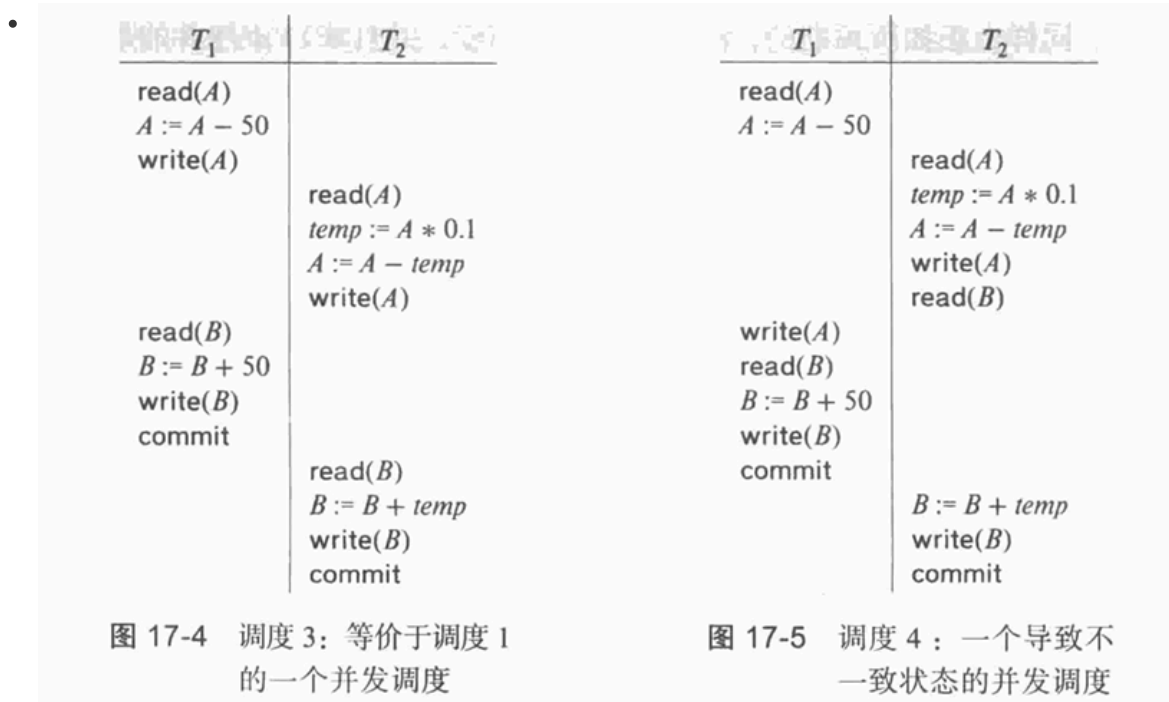 T1 T2
read(A)
A := A − 50
write(A)
read(A)
temp := A * 0.1
A := A − temp
write(A)
read(B)
B := B + 50
write(B)
commit
read(B)
B := B + temp
write(B)
commit
图 17-4 调度 3：等价于调度 1
的一个并发调度
T1 T2
read(A)
A := A − 50
read(A)
temp := A * 0.1
A := A − temp
write(A)
read(B)
write(A)
read(B)
B := B + 50
write(B)
commit
B := B + temp
write(B)
commit
图 17-5 调度 4：一个导致不
一致状态的并发调度